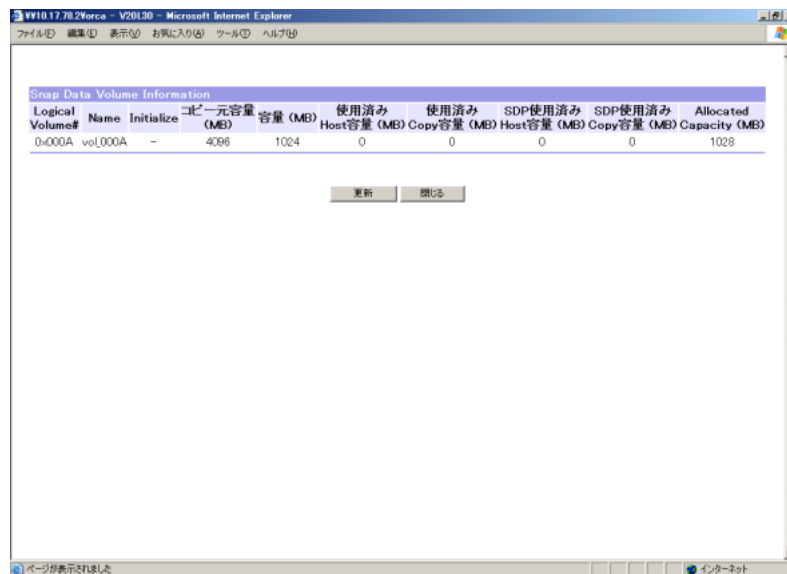 ¥¥10.17.78.2¥orca - V20L30 - Microsoft Internet Explorer
ファイル(F) 編集(E) 表示(V) お気に入り(A) ツール(T) ヘルプ(H)
Snap Data Volume Information
Logical Volume# Name Initialize コピー元容量 (MB) 容量 (MB) 使用済み Host容量 (MB) 使用済み Copy容量 (MB) SDP使用済み Host容量 (MB) SDP使用済み Copy容量 (MB) Allocated Capacity (MB)
0x000A vol_000A - 4096 1024 0 0 0 0 1028
更新 閉じる
ページが表示されました インターネット